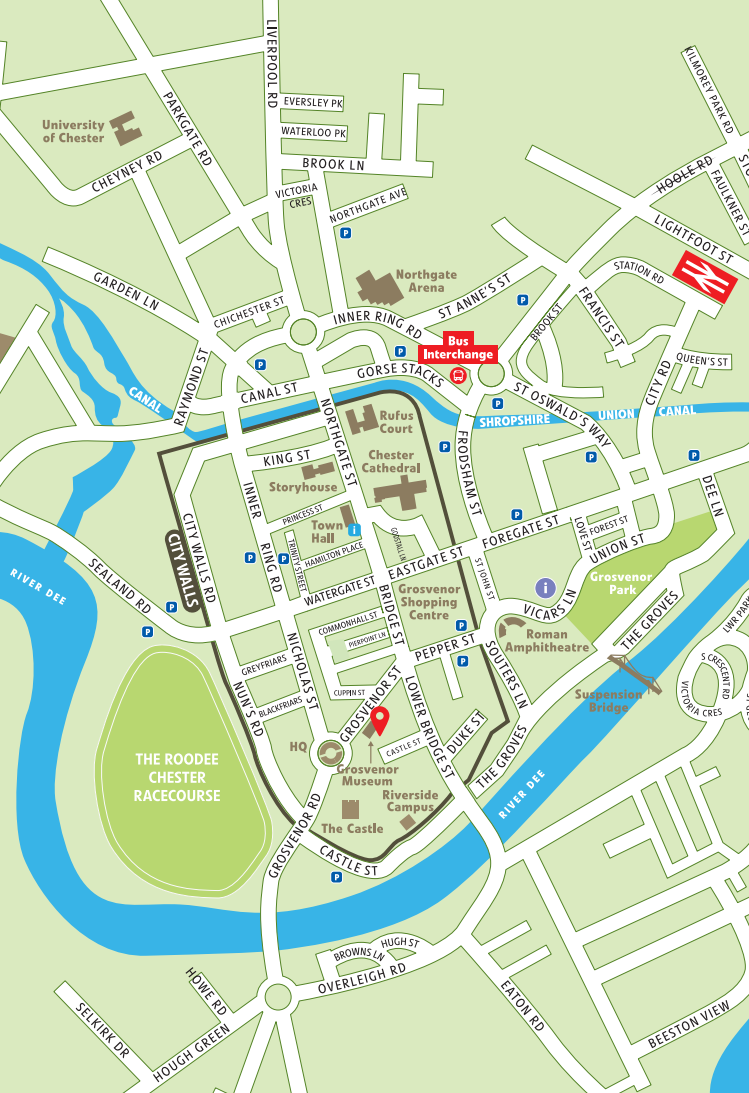 LIVERPOOL RD
KILMOREY PARK RD
PARKGATE RD
EVERSLEY PK
University
of Chester
WATERLOO PK
CHEYNEY RD
BROOK LN
HOOLE RD
VICTORIA
CRES
FAULKNER ST
NORTHGATE AVE
LIGHTFOOT ST
P
GARDEN LN
Northgate
Arena
STATION RD
CHICHESTER ST
ST ANNE'S ST
P
FRANCIS ST
INNER RING RD
BROOK ST
Bus
Interchange
P
P
QUEEN'S ST
RAYMOND ST
GORSE STACKS
CITY RD
CANAL
CANAL ST
ST OSWALD'S WAY
P
SHROPSHIRE
UNION
CANAL
NORTHGATE ST
Rufus
Court
FRODSHAM ST
P
KING ST
Chester
Cathedral
P
P
Storyhouse
INNER
RING RD
DEE LN
PRINCESS ST
Town
Hall
i
P
CITY WALLS RD
CITY WALLS
TRINITY STREET
HAMILTON PLACE
GODSTALL LN
FOREGATE ST
LOVE ST
FOREST ST
UNION ST
P
P
EASTGATE ST
RIVER DEE
SEALAND RD
WATERGATE ST
ST JOHN ST
Grosvenor
Park
P
BRIDGE ST
Grosvenor
Shopping
Centre
i
VICARS LN
THE GROVES
LWR PARK
COMMONHALL ST
P
P
PIERPOINT LN
Roman
Amphitheatre
NICHOLAS ST
PEPPER ST
SOUTERS LN
S CRESCENT RD
GREYFRIARS
P
VICTORIA CRES
NUN'S RD
CUPPIN ST
GROSVENOR ST
LOWER BRIDGE ST
Suspension
Bridge
BLACKFRIARS
HQ
CASTLE ST
DUKE ST
THE ROODEE
CHESTER
RACECOURSE
Grosvenor
Museum
THE GROVES
Riverside
Campus
RIVER DEE
The Castle
GROSVENOR RD
CASTLE ST
P
BROWNS LN
HUGH ST
OVERLEIGH RD
HOWE RD
SELKIRK DR
HOUGH GREEN
EATON RD
BEESTON VIEW